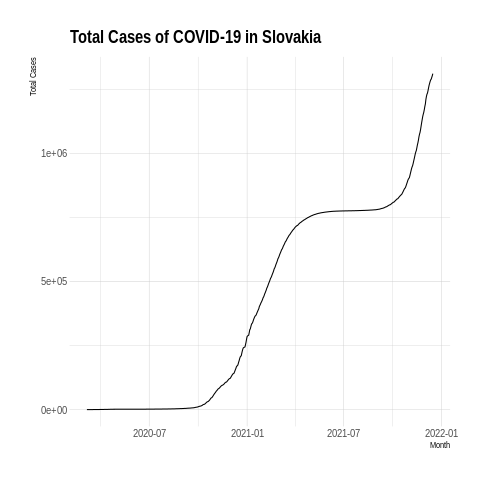 Total Cases of COVID-19 in Slovakia
Total Cases
1e+06
5e+05
0e+00
2020-07 2021-01 2021-07 2022-01
Month